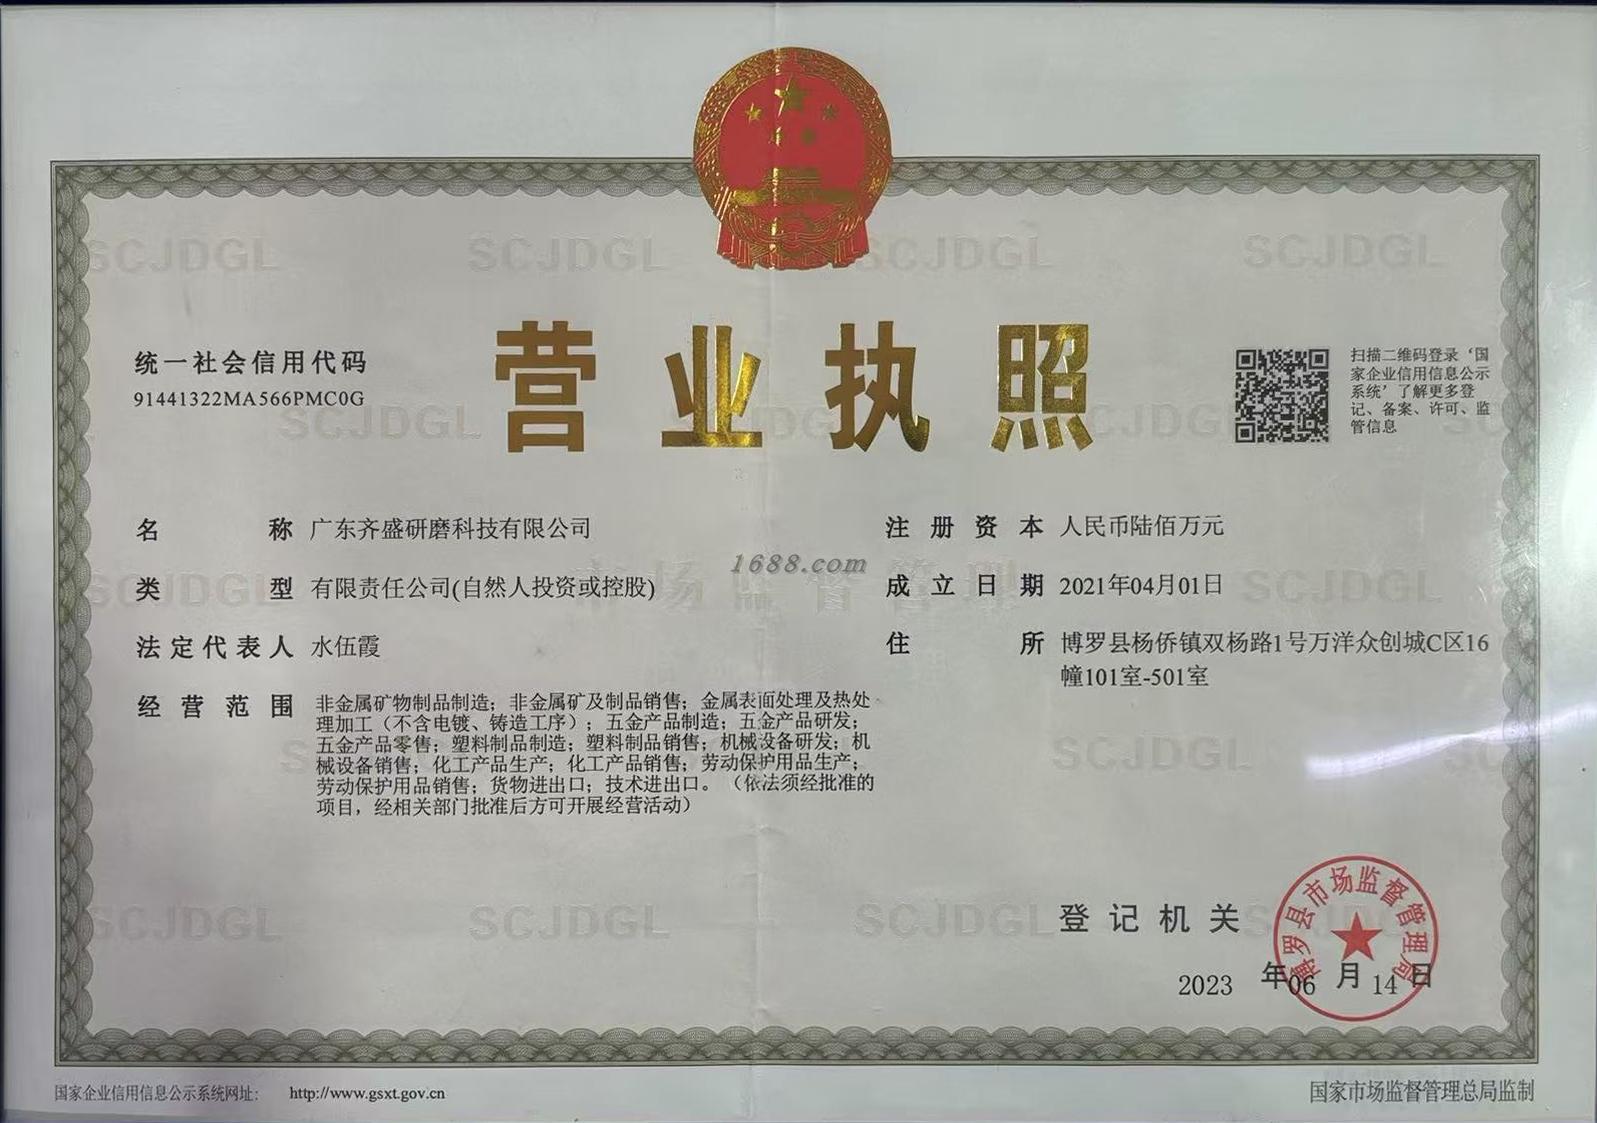 营业执照
统一社会信用代码
91441322MA566PMC0G
扫描二维码登录‘国
家企业信用信息公示
系统’了解更多登
记、备案、许可、监
管信息
名称 广东齐盛研磨科技有限公司
类型 有限责任公司(自然人投资或控股)
法定代表人 水伍霞
经营范围 非金属矿物制品制造；非金属矿及制品销售；金属表面处理及热处
理加工（不含电镀、铸造工序）；五金产品制造；五金产品研发；
五金产品零售；塑料制品制造；塑料制品销售；机械设备研发；机
械设备销售；化工产品生产；化工产品销售；劳动保护用品生产；
劳动保护用品销售；货物进出口；技术进出口。（依法须经批准的
项目，经相关部门批准后方可开展经营活动）
注册资本 人民币陆佰万元
成立日期 2021年04月01日
住所 博罗县杨侨镇双杨路1号万洋众创城C区16
幢101室-501室
1688.com
市场监督管理
SCJDGL
登记机关
博罗县市场监督管理局
2023 年06 月 14 日
国家企业信用信息公示系统网址： http://www.gsxt.gov.cn
国家市场监督管理总局监制